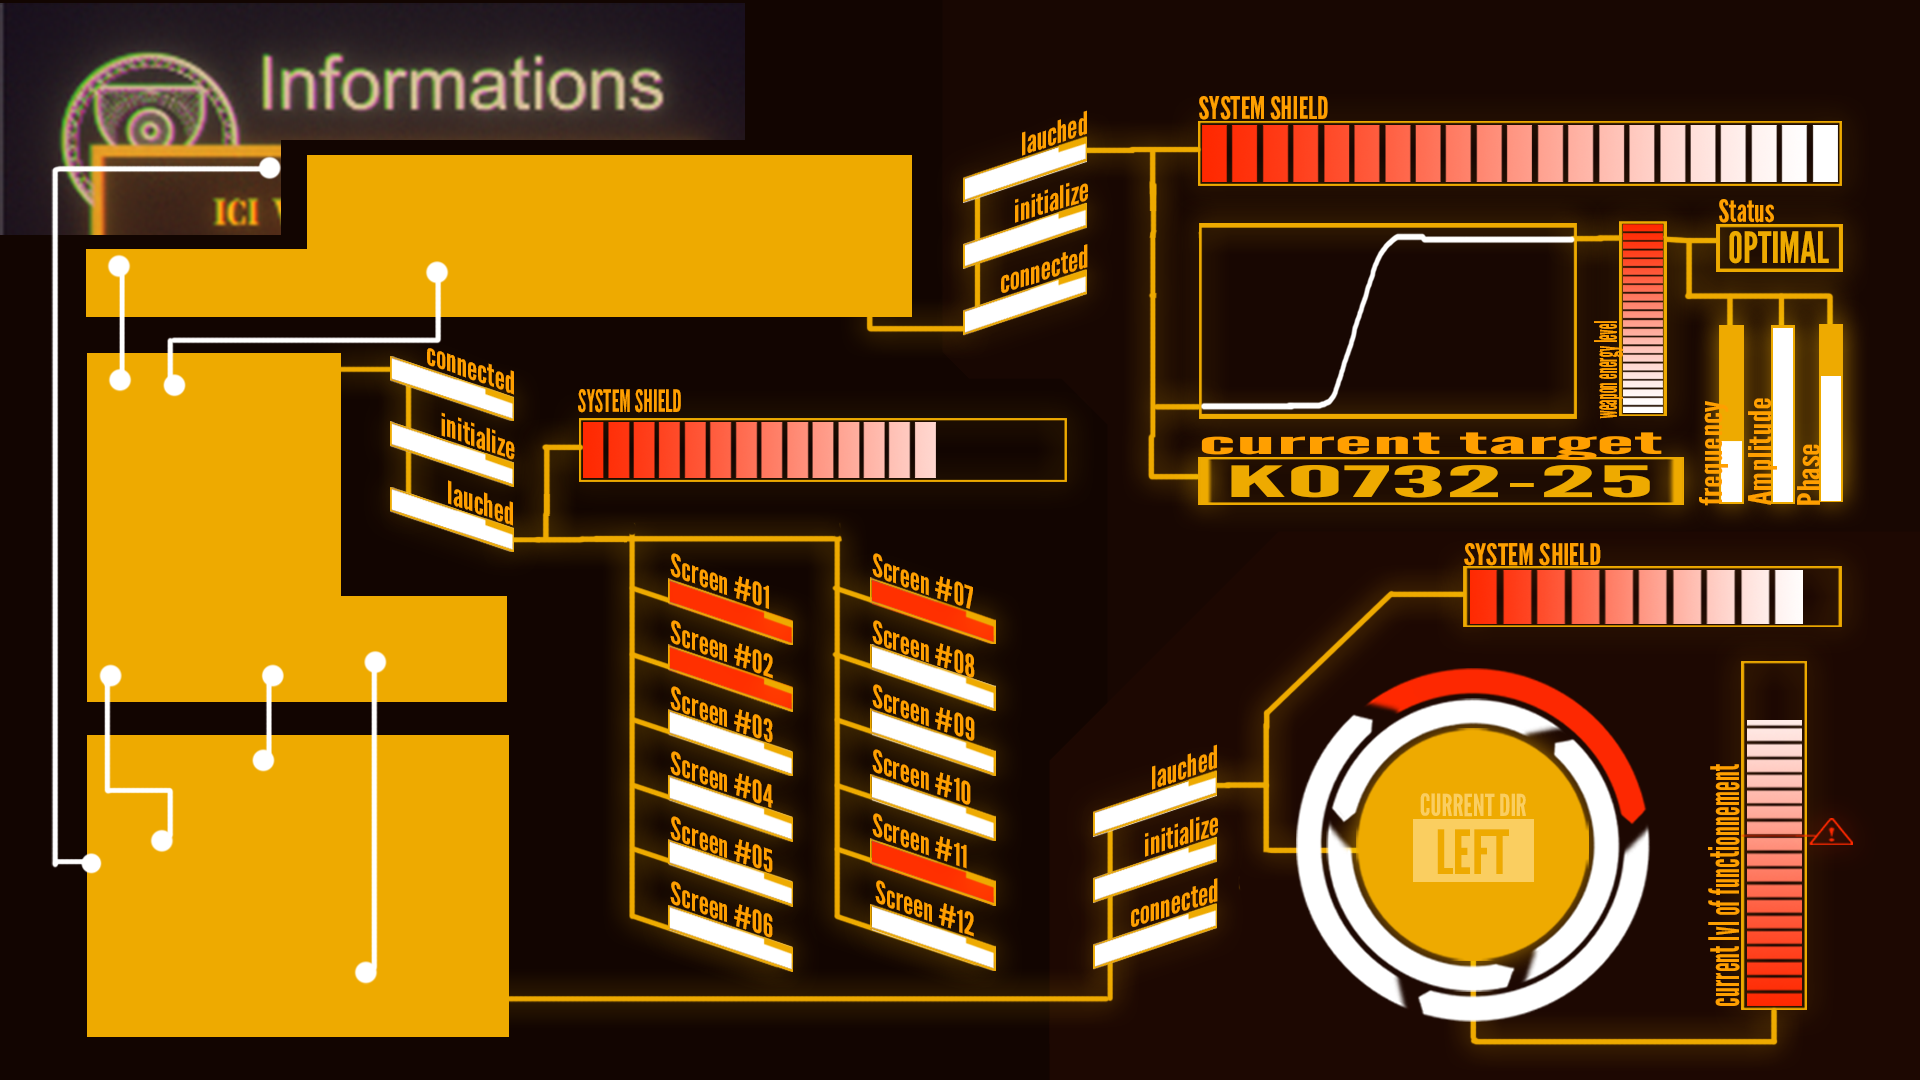 Informations
ICI
lauched
initialize
connected
SYSTEM SHIELD
Status
OPTIMAL
weapon energy level
frequency
Amplitude
Phase
current target
K0732-25
connected
initialize
lauched
SYSTEM SHIELD
Screen #01
Screen #02
Screen #03
Screen #04
Screen #05
Screen #06
Screen #07
Screen #08
Screen #09
Screen #10
Screen #11
Screen #12
lauched
initialize
connected
SYSTEM SHIELD
CURRENT DIR
LEFT
current lvl of functionnement